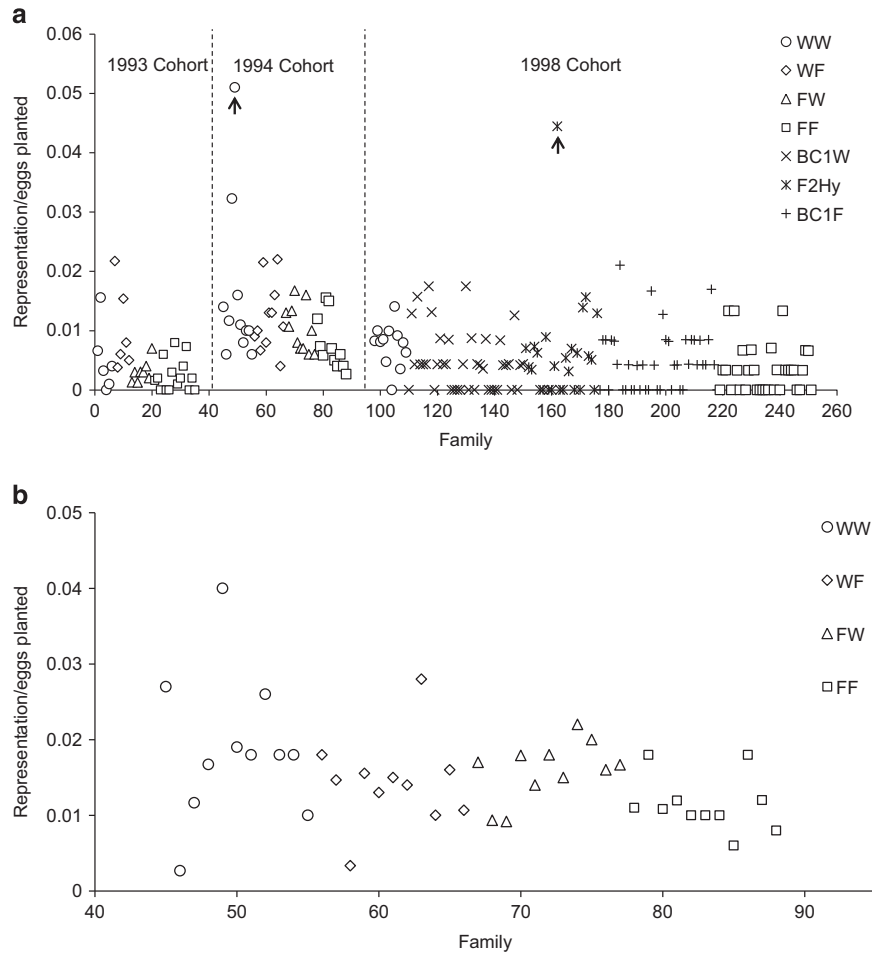 a
0.06
0.05
0.04
0.03
0.02
0.01
0
Representation/eggs planted
1993 Cohort
1994 Cohort
1998 Cohort
WW
WF
FW
FF
BC1W
F2Hy
BC1F
0 20 40 60 80 100 120 140 160 180 200 220 240 260
Family
b
0.05
0.04
0.03
0.02
0.01
0
Representation/eggs planted
WW
WF
FW
FF
40 50 60 70 80 90
Family